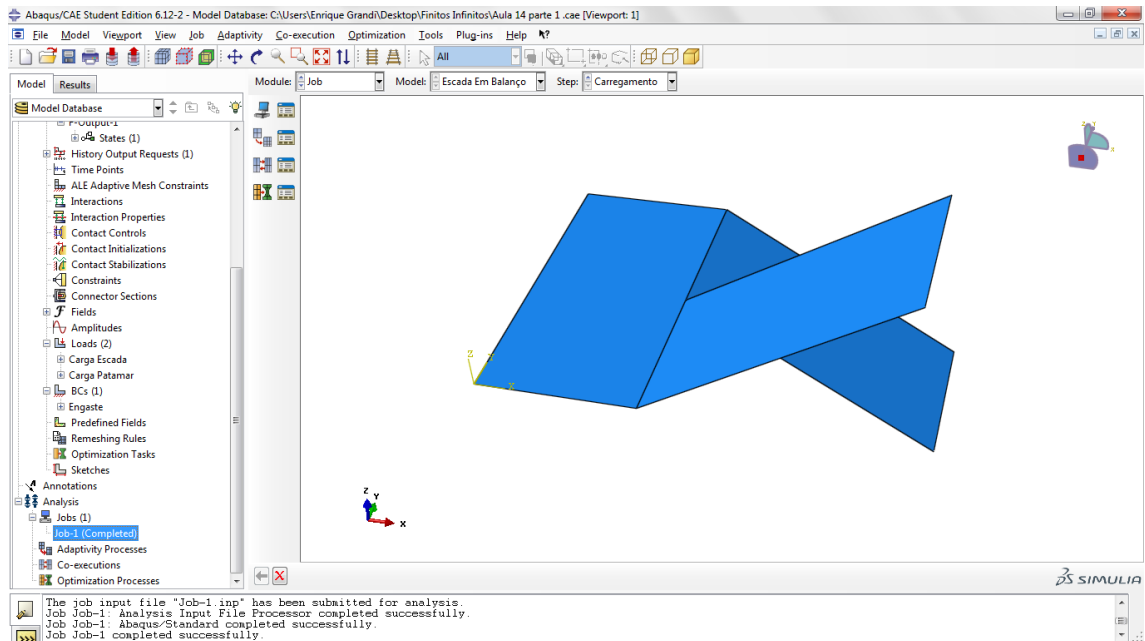 Abaqus/CAE Student Edition 6.12-2 - Model Database: C:\Users\Enrique Grandi\Desktop\Finitos Infinitos\Aula 14 parte 1 .cae [Viewport: 1]
File Model Viewport View Job Adaptivity Co-execution Optimization Tools Plug-ins Help
All
Model Results
Module: Job Model: Escada Em Balanço Step: Carregamento
Model Database
F-Output-1
States (1)
History Output Requests (1)
Time Points
ALE Adaptive Mesh Constraints
Interactions
Interaction Properties
Contact Controls
Contact Initializations
Contact Stabilizations
Constraints
Connector Sections
Fields
Amplitudes
Loads (2)
Carga Escada
Carga Patamar
BCs (1)
Engaste
Predefined Fields
Remeshing Rules
Optimization Tasks
Sketches
Annotations
Analysis
Jobs (1)
Job-1 (Completed)
Adaptivity Processes
Co-executions
Optimization Processes
Z Y X
Z Y X
Z Y X
SIMULIA
The job input file "Job-1.inp" has been submitted for analysis.
Job Job-1: Analysis Input File Processor completed successfully.
Job Job-1: Abaqus/Standard completed successfully.
Job Job-1 completed successfully.
>>>